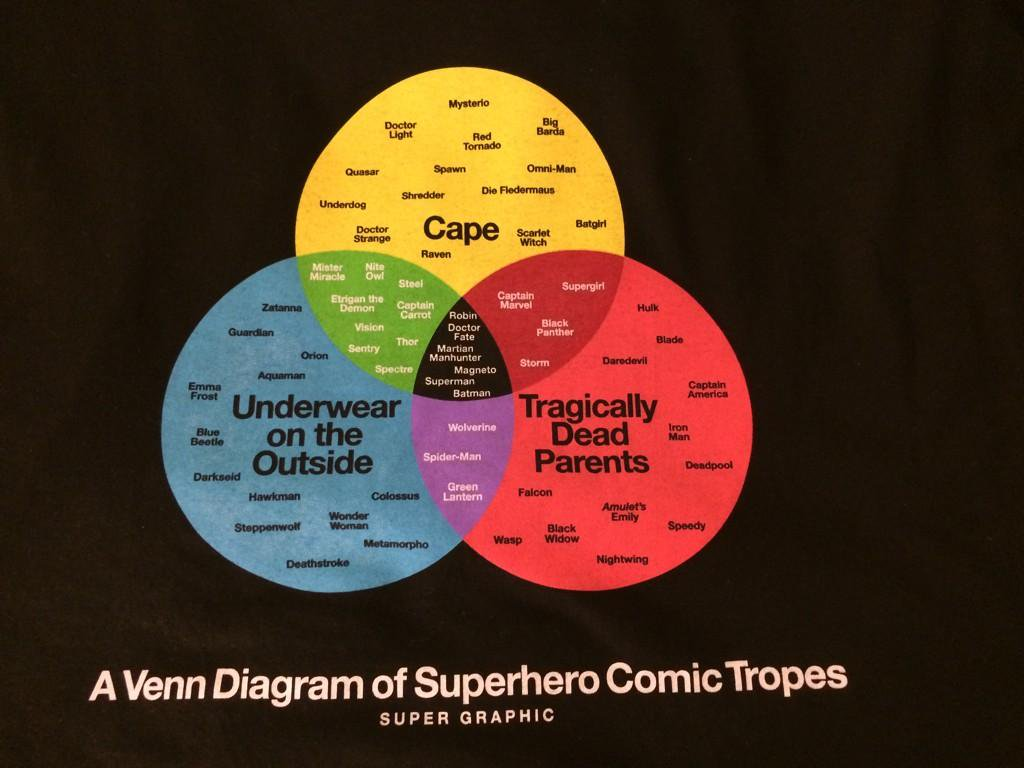 Mysterio
Doctor
Light
Red
Tornado
Big
Barda
Quasar
Spawn
Omni-Man
Underdog
Shredder
Die Fledermaus
Doctor
Strange
Cape
Scarlet
Witch
Batgirl
Raven
Mister
Miracle
Nite
Owl
Steel
Etrigan the
Demon
Captain
Carrot
Vision
Sentry
Thor
Spectre
Captain
Marvel
Supergirl
Black
Panther
Storm
Robin
Doctor
Fate
Martian
Manhunter
Magneto
Superman
Batman
Zatanna
Guardian
Orion
Aquaman
Emma
Frost
Underwear
on the
Outside
Blue
Beetle
Darkseid
Hawkman
Colossus
Steppenwolf
Wonder
Woman
Metamorpho
Deathstroke
Wolverine
Spider-Man
Green
Lantern
Hulk
Blade
Daredevil
Captain
America
Tragically
Dead
Parents
Iron
Man
Deadpool
Falcon
Amulet's
Emily
Speedy
Wasp
Black
Widow
Nightwing
A Venn Diagram of Superhero Comic Tropes
SUPER GRAPHIC